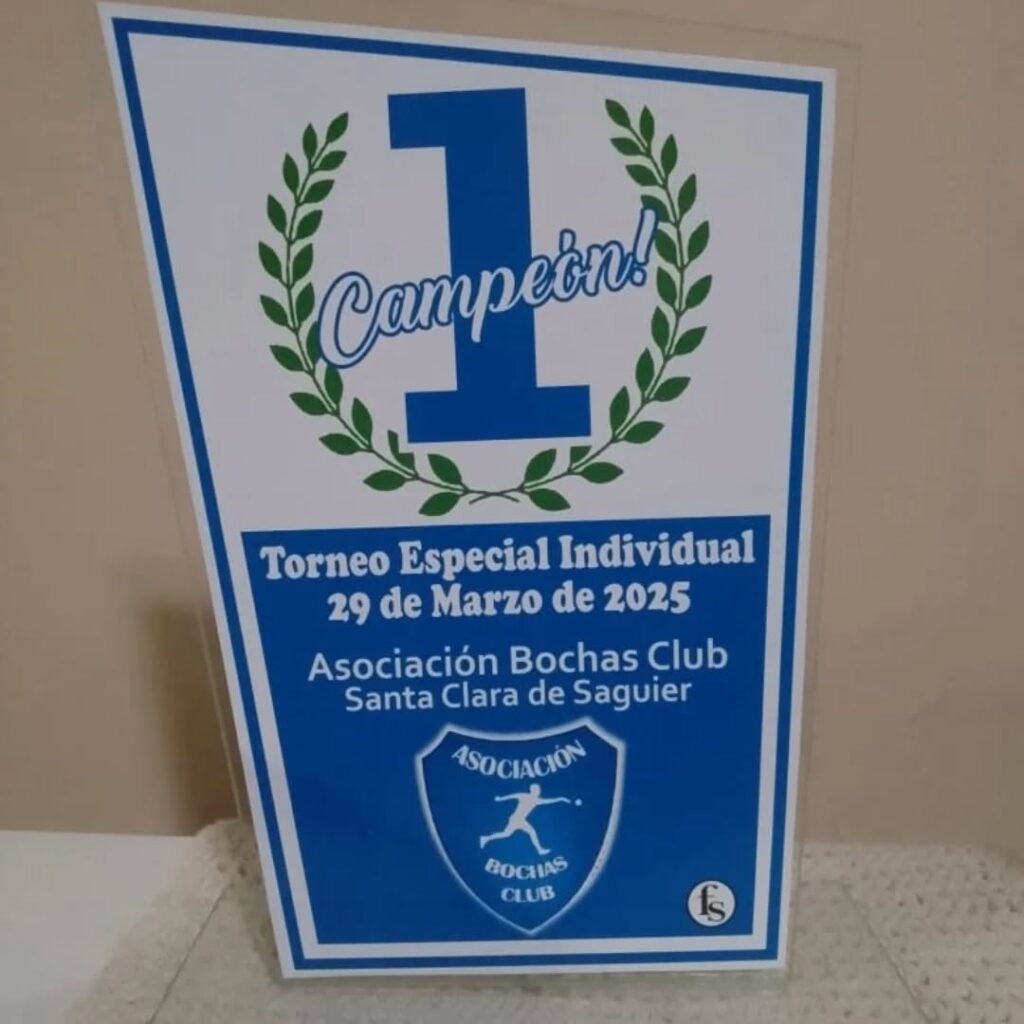 1
Campeón!
Torneo Especial Individual
29 de Marzo de 2025
Asociación Bochas Club
Santa Clara de Saguier
ASOCIACIÓN
BOCHAS
CLUB
fs